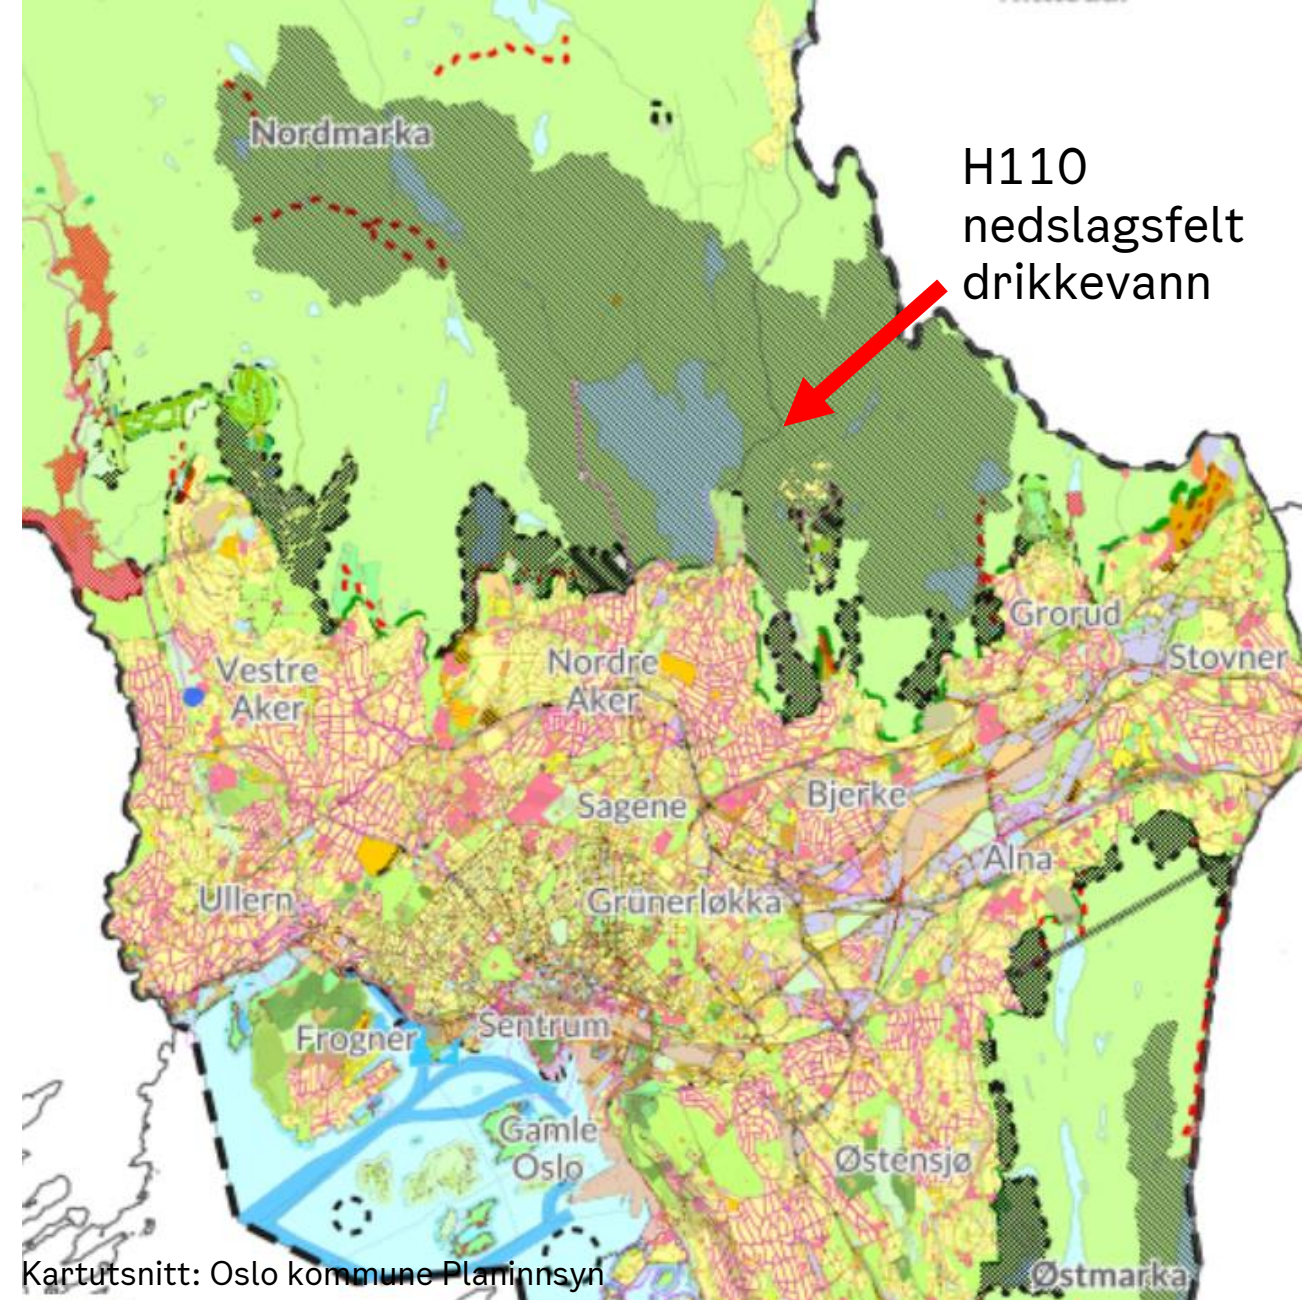 Nordmarka
H110
nedslagsfelt
drikkevann
Grorud
Stovner
Vestre
Aker
Nordre
Aker
Sagene
Bjerke
Alna
Ullern
Grünerløkka
Frogner
Sentrum
Gamle
Oslo
Østensjø
Østmarka
Kartutsnitt: Oslo kommune Planinnsyn